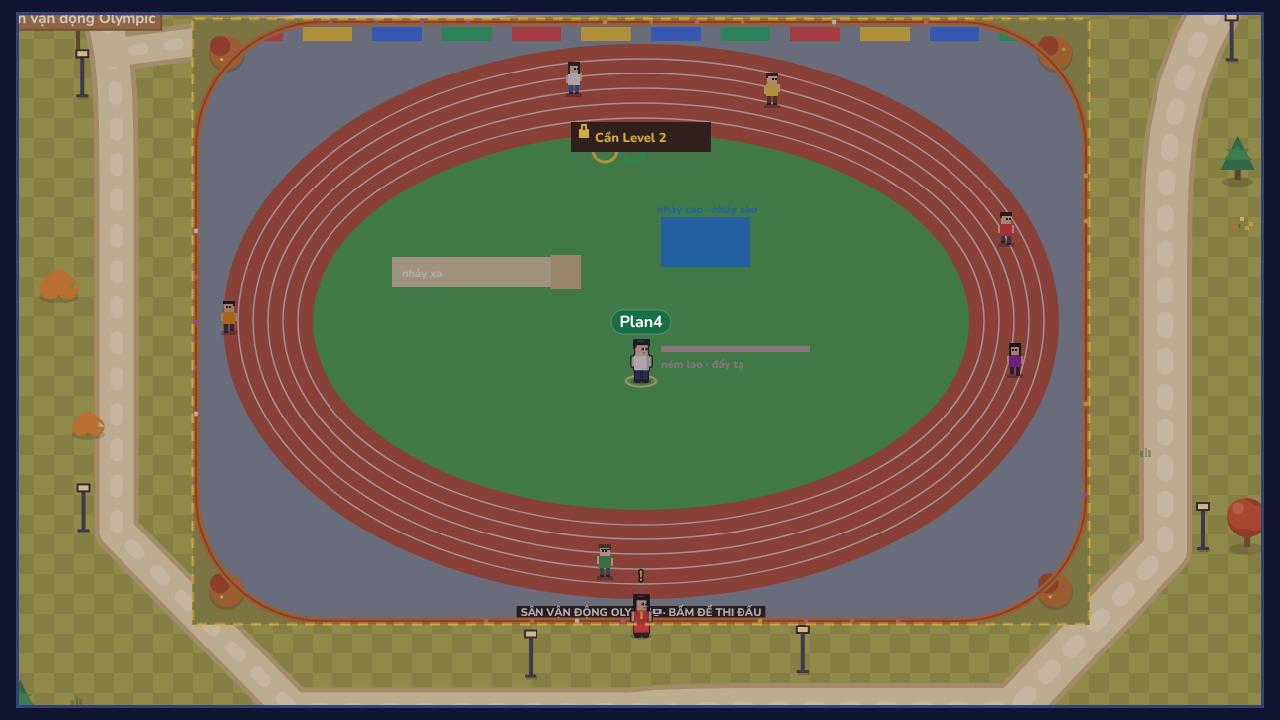 n vận động Olympic
Cần Level 2
nhảy cao · nhảy sào
nhảy xa
Plan4
ném lao · đẩy tạ
SÂN VẬN ĐỘNG OLY
· BẤM ĐỂ THI ĐẤU
!